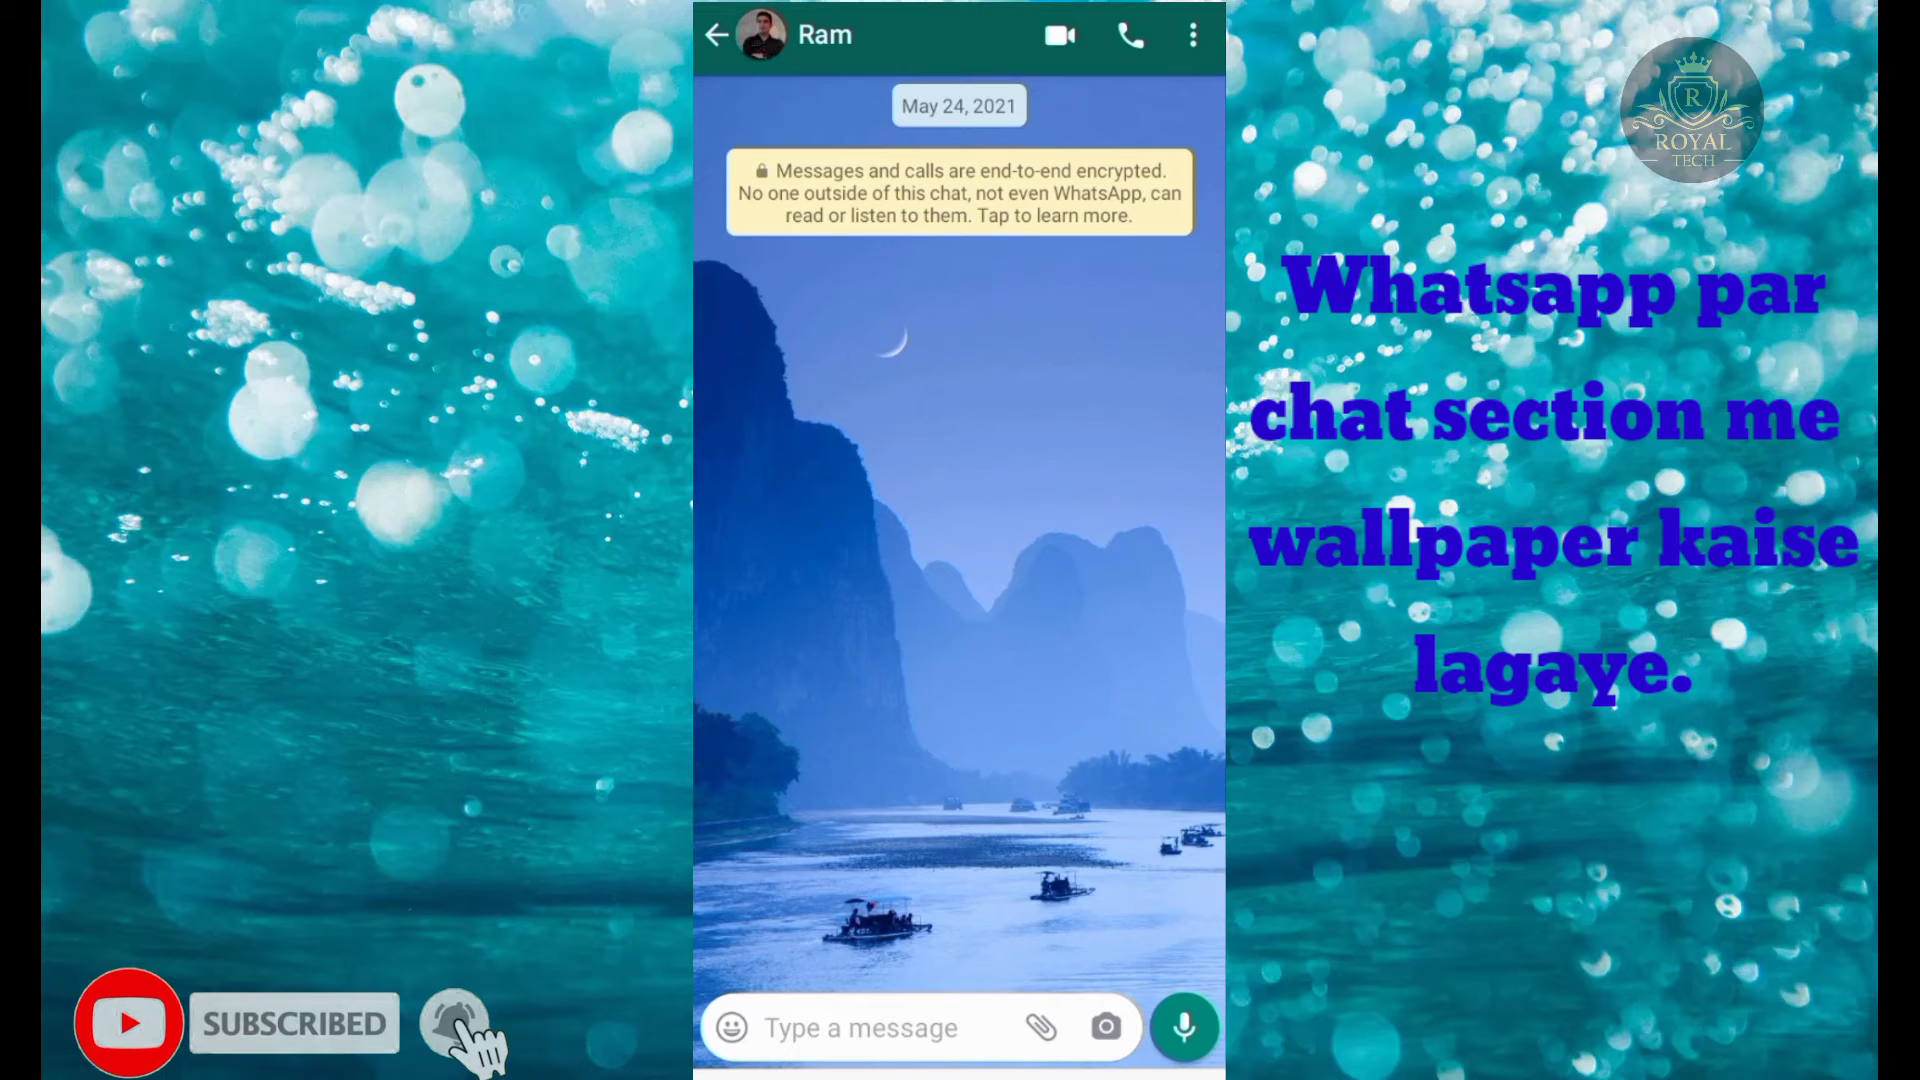 Ram
May 24, 2021
Messages and calls are end-to-end encrypted.
No one outside of this chat, not even WhatsApp, can
read or listen to them. Tap to learn more.
R
ROYAL
TECH
Whatsapp par
chat section me
wallpaper kaise
lagaye.
SUBSCRIBED
Type a message